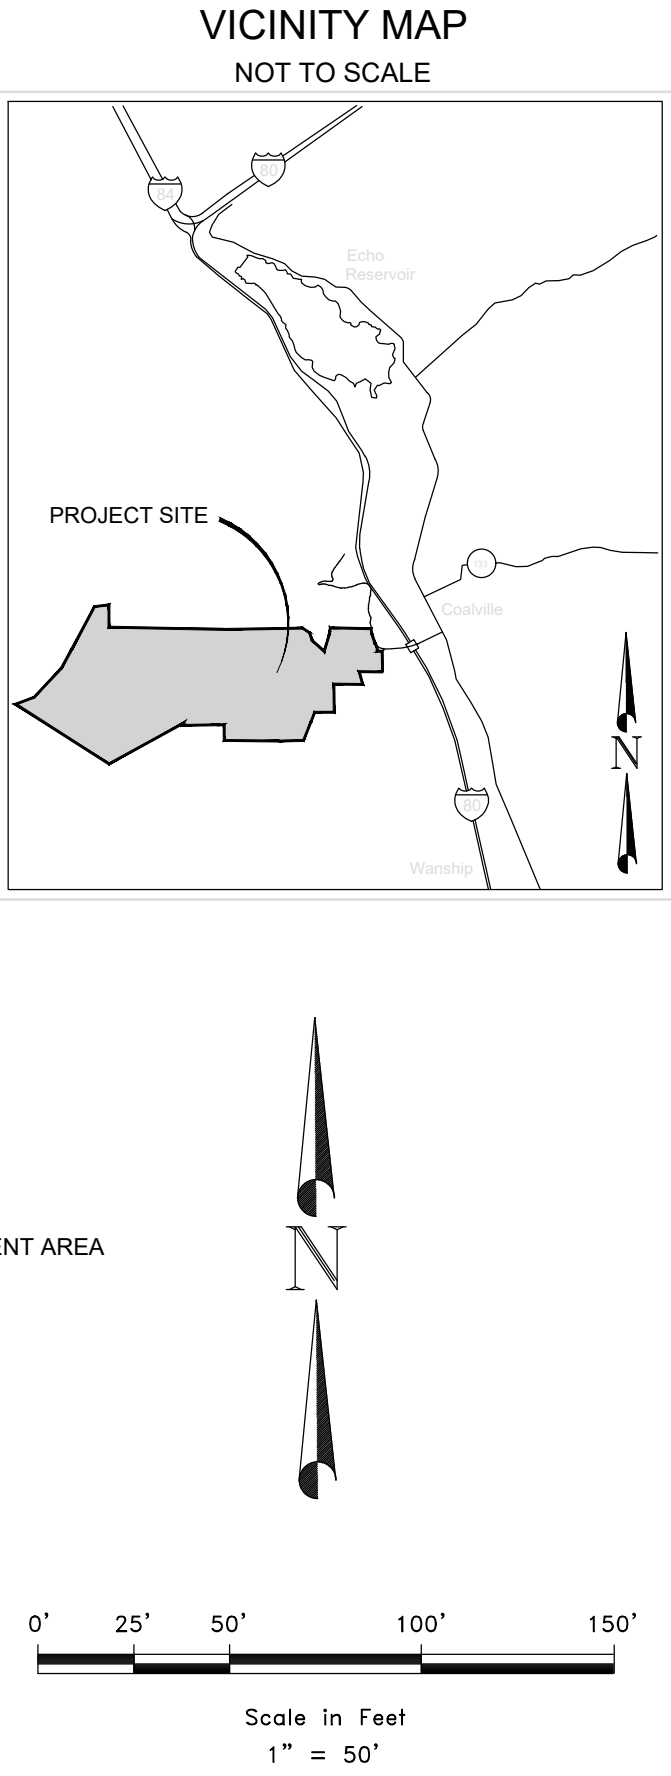 VICINITY MAP
NOT TO SCALE
84
80
Echo
Reservoir
PROJECT SITE
133
Coalville
N
80
Wanship
ENT AREA
N
0' 25' 50' 100' 150'
Scale in Feet
1” = 50'